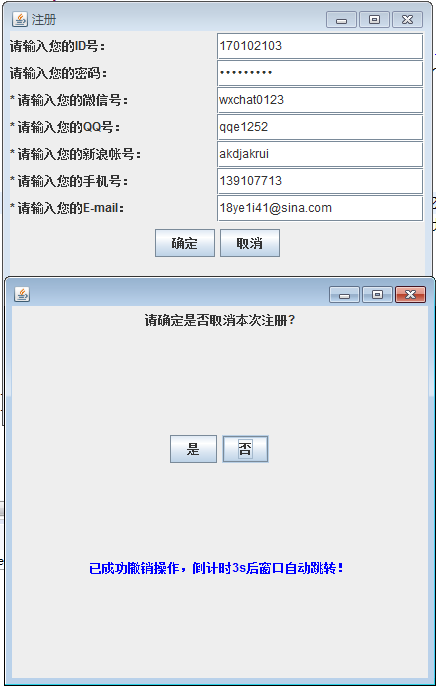 注册
请输入您的ID号： 170102103
请输入您的密码： •••••••••
* 请输入您的微信号： wxchat0123
* 请输入您的QQ号： qqe1252
* 请输入您的新浪帐号： akdjakrui
* 请输入您的手机号： 139107713
* 请输入您的E-mail： 18ye1i41@sina.com
确定 取消
请确定是否取消本次注册？
是 否
已成功撤销操作，倒计时3s后窗口自动跳转！